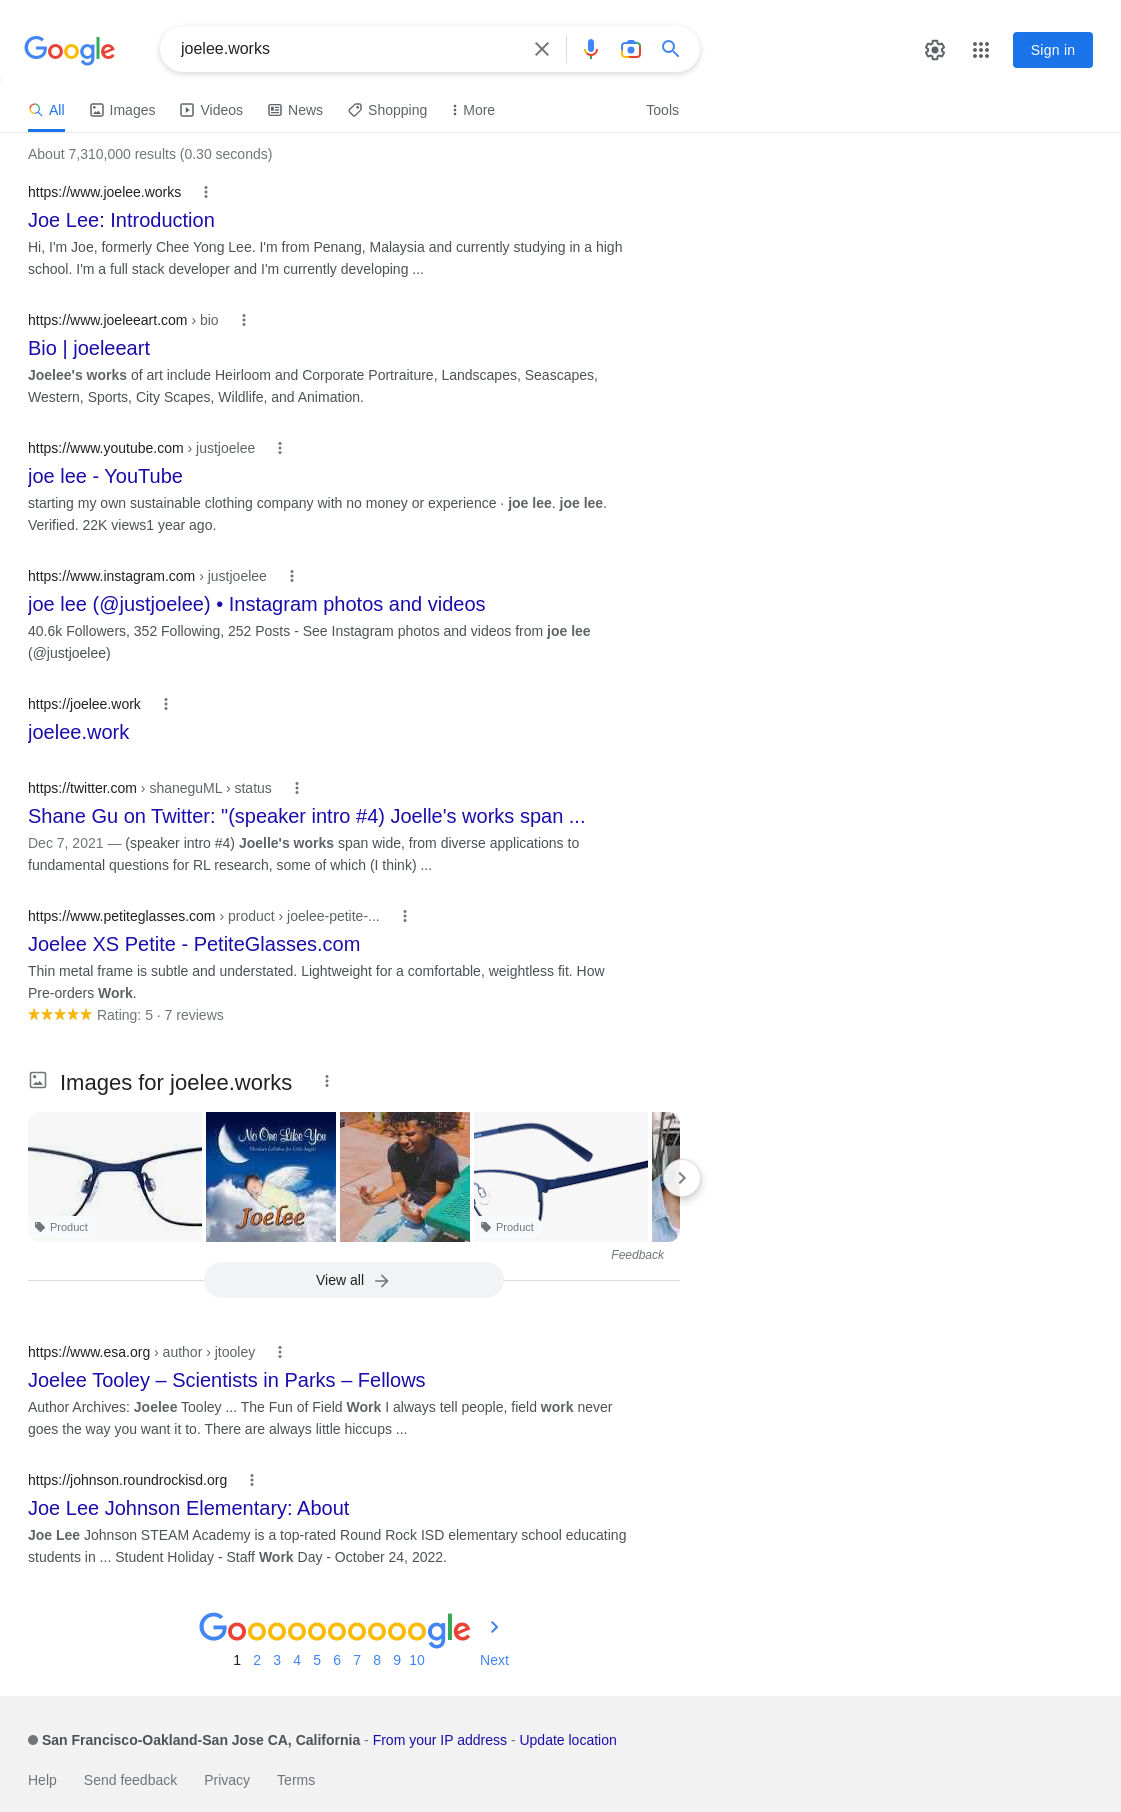 Google
joelee.works
Sign in
All
Images
Videos
News
Shopping
More
Tools
About 7,310,000 results (0.30 seconds)
https://www.joelee.works
Joe Lee: Introduction
Hi, I'm Joe, formerly Chee Yong Lee. I'm from Penang, Malaysia and currently studying in a high
school. I'm a full stack developer and I'm currently developing ...
https://www.joeleeart.com › bio
Bio | joeleeart
Joelee's works of art include Heirloom and Corporate Portraiture, Landscapes, Seascapes,
Western, Sports, City Scapes, Wildlife, and Animation.
https://www.youtube.com › justjoelee
joe lee - YouTube
starting my own sustainable clothing company with no money or experience · joe lee. joe lee.
Verified. 22K views1 year ago.
https://www.instagram.com › justjoelee
joe lee (@justjoelee) • Instagram photos and videos
40.6k Followers, 352 Following, 252 Posts - See Instagram photos and videos from joe lee
(@justjoelee)
https://joelee.work
joelee.work
https://twitter.com › shaneguML › status
Shane Gu on Twitter: "(speaker intro #4) Joelle's works span ...
Dec 7, 2021 — (speaker intro #4) Joelle's works span wide, from diverse applications to
fundamental questions for RL research, some of which (I think) ...
https://www.petiteglasses.com › product › joelee-petite-...
Joelee XS Petite - PetiteGlasses.com
Thin metal frame is subtle and understated. Lightweight for a comfortable, weightless fit. How
Pre-orders Work.
Rating: 5 · 7 reviews
Images for joelee.works
No One Like You
Joelee
Product
Product
Feedback
View all
https://www.esa.org › author › jtooley
Joelee Tooley – Scientists in Parks – Fellows
Author Archives: Joelee Tooley ... The Fun of Field Work I always tell people, field work never
goes the way you want it to. There are always little hiccups ...
https://johnson.roundrockisd.org
Joe Lee Johnson Elementary: About
Joe Lee Johnson STEAM Academy is a top-rated Round Rock ISD elementary school educating
students in ... Student Holiday - Staff Work Day - October 24, 2022.
Goooooooooogle
1 2 3 4 5 6 7 8 9 10 Next
San Francisco-Oakland-San Jose CA, California - From your IP address - Update location
Help Send feedback Privacy Terms